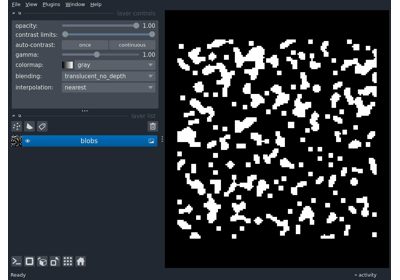 File View Plugins Window Help
layer controls
opacity: 1.00
contrast limits:
auto-contrast: once continuous
gamma: 1.00
colormap: gray
blending: translucent_no_depth
interpolation: nearest
layer list
blobs
Ready activity